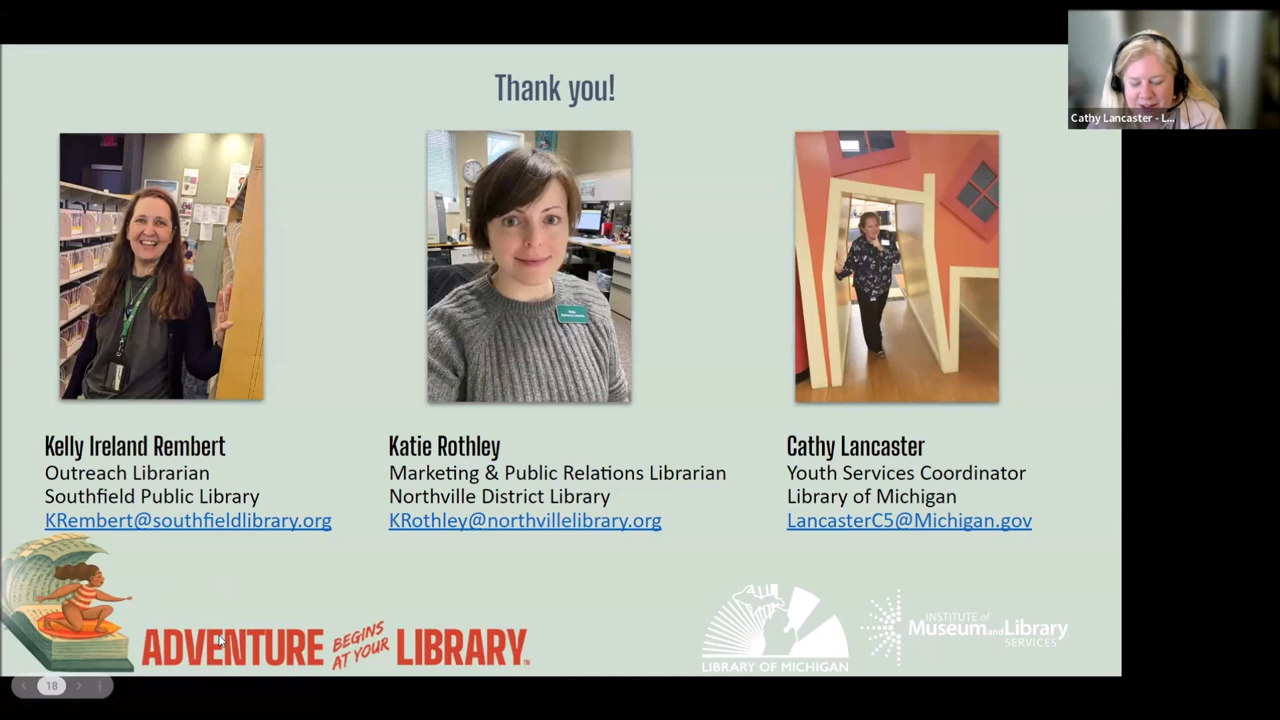 Thank you!
Cathy Lancaster - L...
Kelly Ireland Rembert
Outreach Librarian
Southfield Public Library
KRembert@southfieldlibrary.org
Katie Rothley
Marketing & Public Relations Librarian
Northville District Library
KRothley@northvillelibrary.org
Cathy Lancaster
Youth Services Coordinator
Library of Michigan
LancasterC5@Michigan.gov
ADVENTURE BEGINS AT YOUR LIBRARY™
LIBRARY OF MICHIGAN
INSTITUTE of
Museum and Library
SERVICES
18